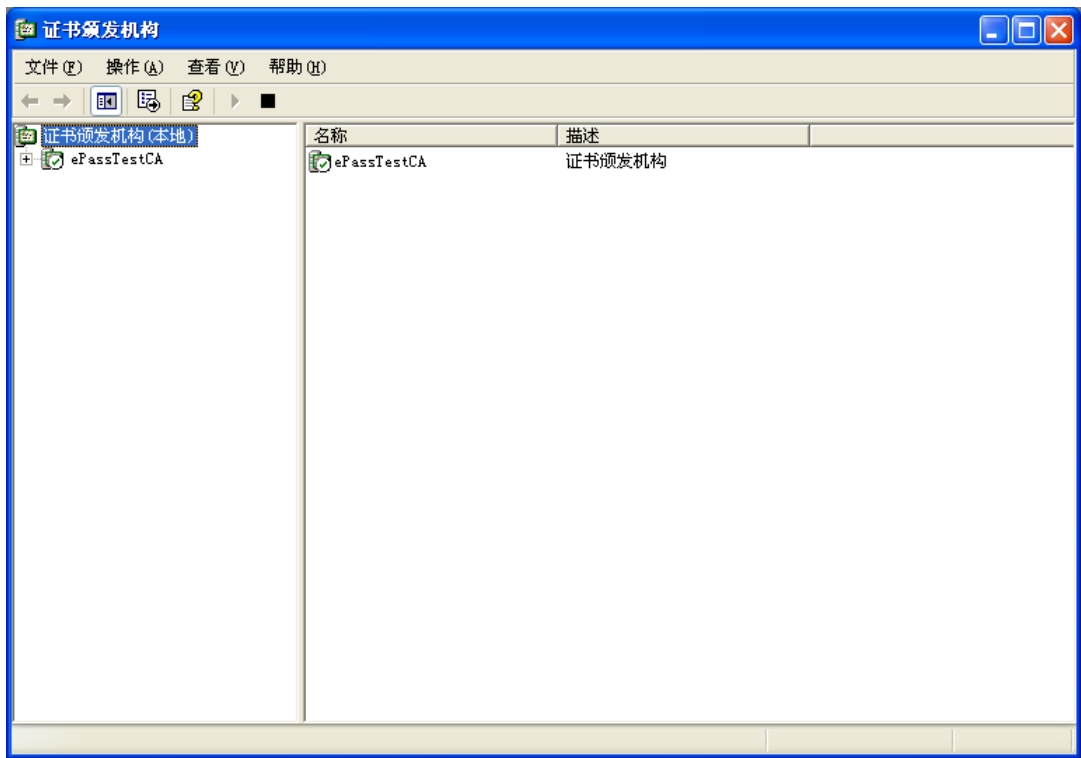 证书颁发机构
文件(F) 操作(A) 查看(V) 帮助(H)
证书颁发机构(本地)
ePassTestCA
名称 描述
ePassTestCA 证书颁发机构